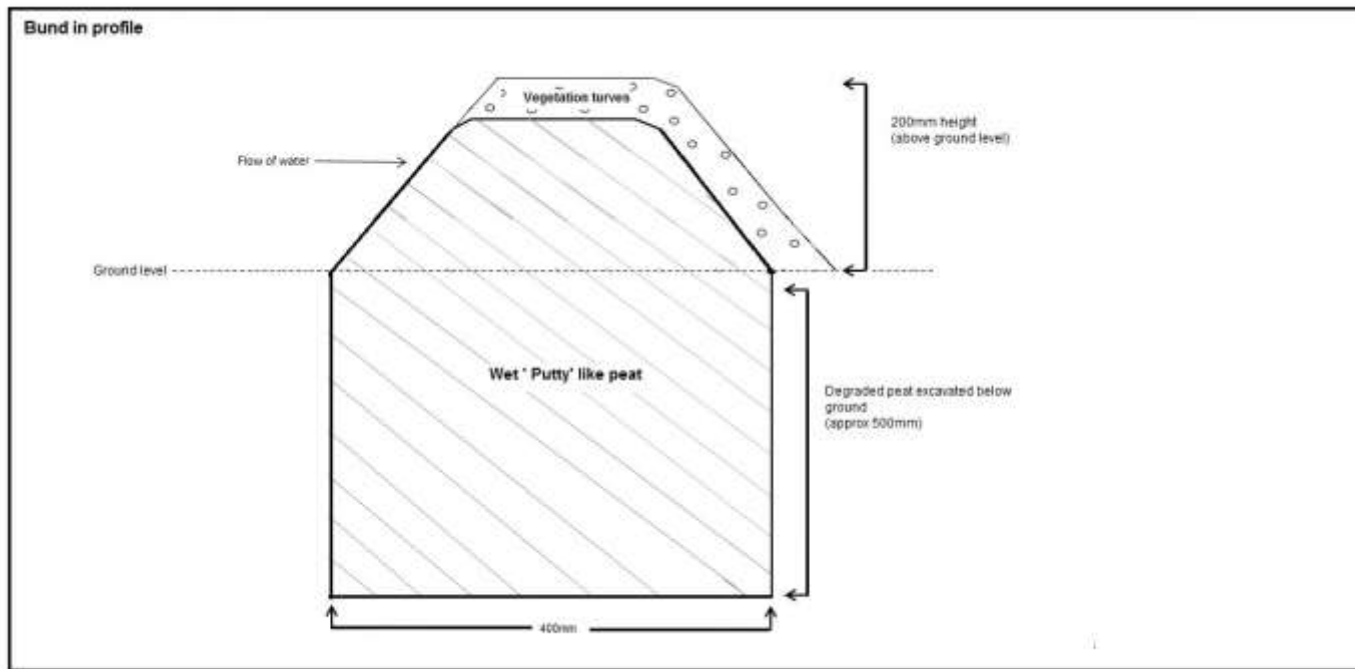 Bund in profile
Vegetation turves
200mm height
(above ground level)
Flow of water
Ground level
Wet ' Putty' like peat
Degraded peat excavated below
ground
(approx 500mm)
400mm